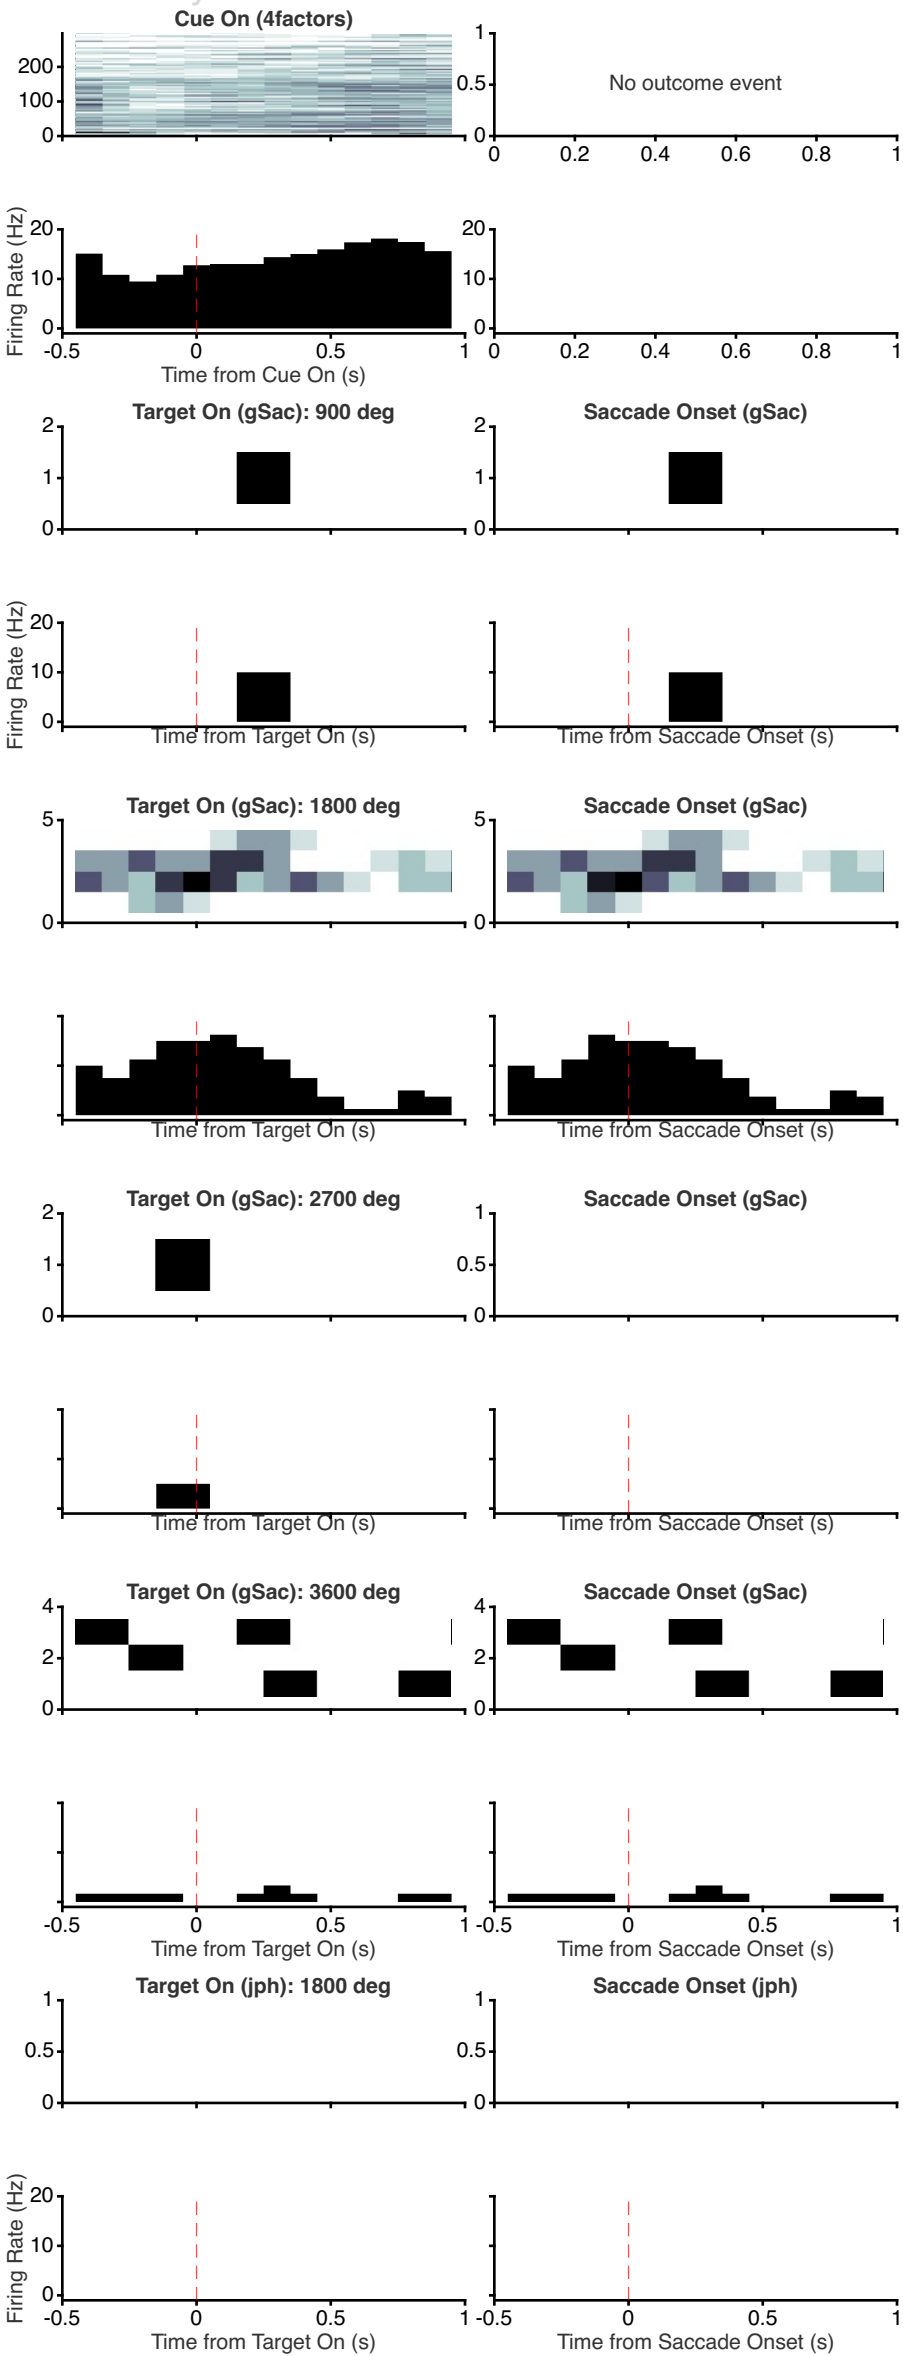 Cue On (4factors)
200
100
0
1
0.5
0
No outcome event
0 0.2 0.4 0.6 0.8 1
Firing Rate (Hz)
20
10
0
-0.5 0 0.5 1
Time from Cue On (s)
20
10
0
0 0.2 0.4 0.6 0.8 1
Target On (gSac): 900 deg
2
1
0
Saccade Onset (gSac)
2
1
0
Firing Rate (Hz)
20
10
0
Time from Target On (s)
Time from Saccade Onset (s)
Target On (gSac): 1800 deg
5
0
Saccade Onset (gSac)
5
0
Time from Target On (s)
Time from Saccade Onset (s)
Target On (gSac): 2700 deg
2
1
0
Saccade Onset (gSac)
1
0.5
0
Time from Target On (s)
Time from Saccade Onset (s)
Target On (gSac): 3600 deg
4
2
0
Saccade Onset (gSac)
4
2
0
-0.5 0 0.5 1
Time from Target On (s)
-0.5 0 0.5 1
Time from Saccade Onset (s)
Target On (jph): 1800 deg
1
0.5
0
Saccade Onset (jph)
1
0.5
0
Firing Rate (Hz)
20
10
0
-0.5 0 0.5 1
Time from Target On (s)
-0.5 0 0.5 1
Time from Saccade Onset (s)